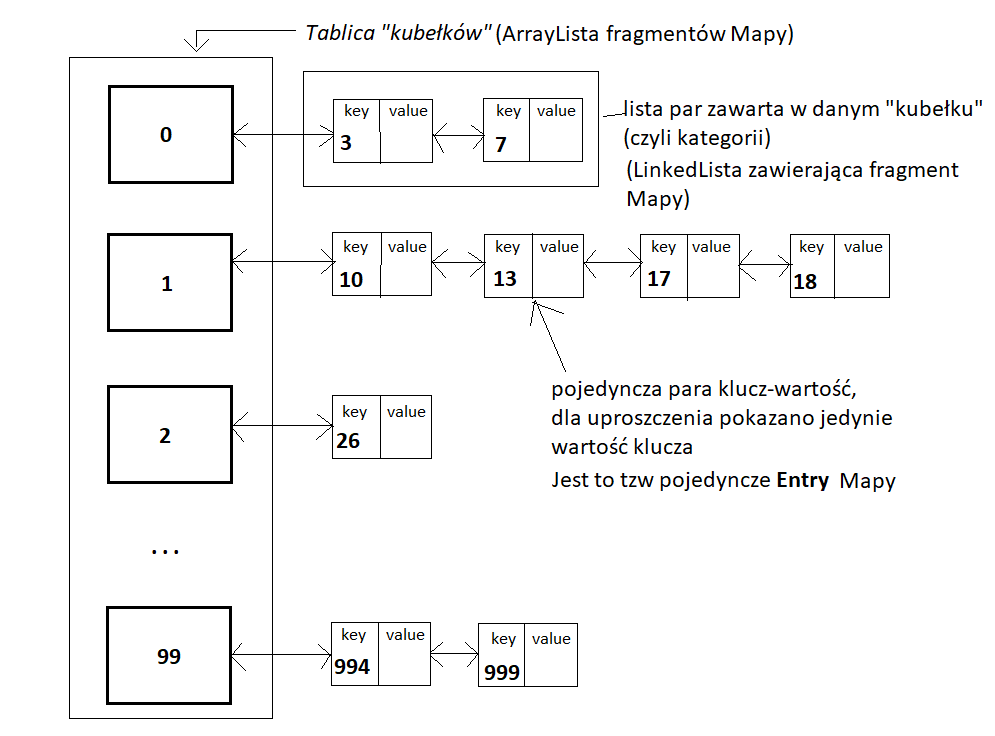 Tablica "kubełków" (ArrayLista fragmentów Mapy)
0
key value
3
key value
7
lista par zawarta w danym "kubełku"
(czyli kategorii)
(LinkedLista zawierająca fragment
Mapy)
1
key value
10
key value
13
key value
17
key value
18
pojedyncza para klucz-wartość,
dla uproszczenia pokazano jedynie
wartość klucza
Jest to tzw pojedyncze Entry Mapy
2
key value
26
...
99
key value
994
key value
999